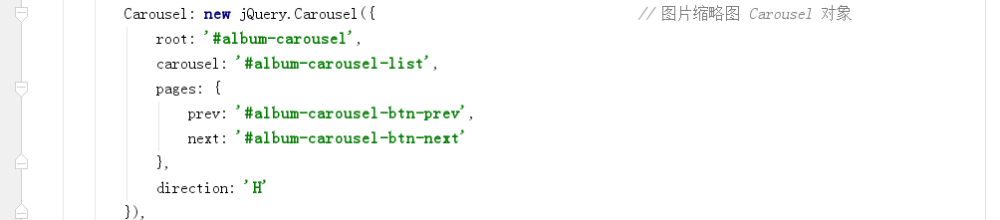 Carousel: new jQuery.Carousel({ // 图片缩略图 Carousel 对象
root: '#album-carousel',
carousel: '#album-carousel-list',
pages: {
prev: '#album-carousel-btn-prev',
next: '#album-carousel-btn-next'
},
direction: 'H'
}),